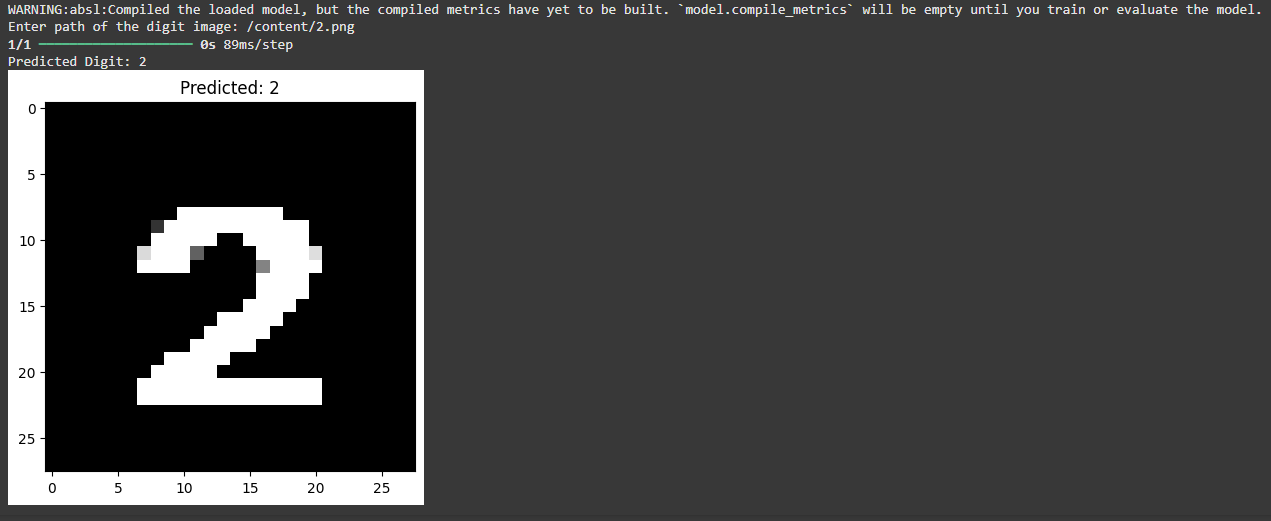 WARNING:absl:Compiled the loaded model, but the compiled metrics have yet to be built. `model.compile_metrics` will be empty until you train or evaluate the model.
Enter path of the digit image: /content/2.png
1/1 ━━━━━━━━━━━━━━━━━━━━ 0s 89ms/step
Predicted Digit: 2
Predicted: 2
0
5
10
15
20
25
2
0 5 10 15 20 25